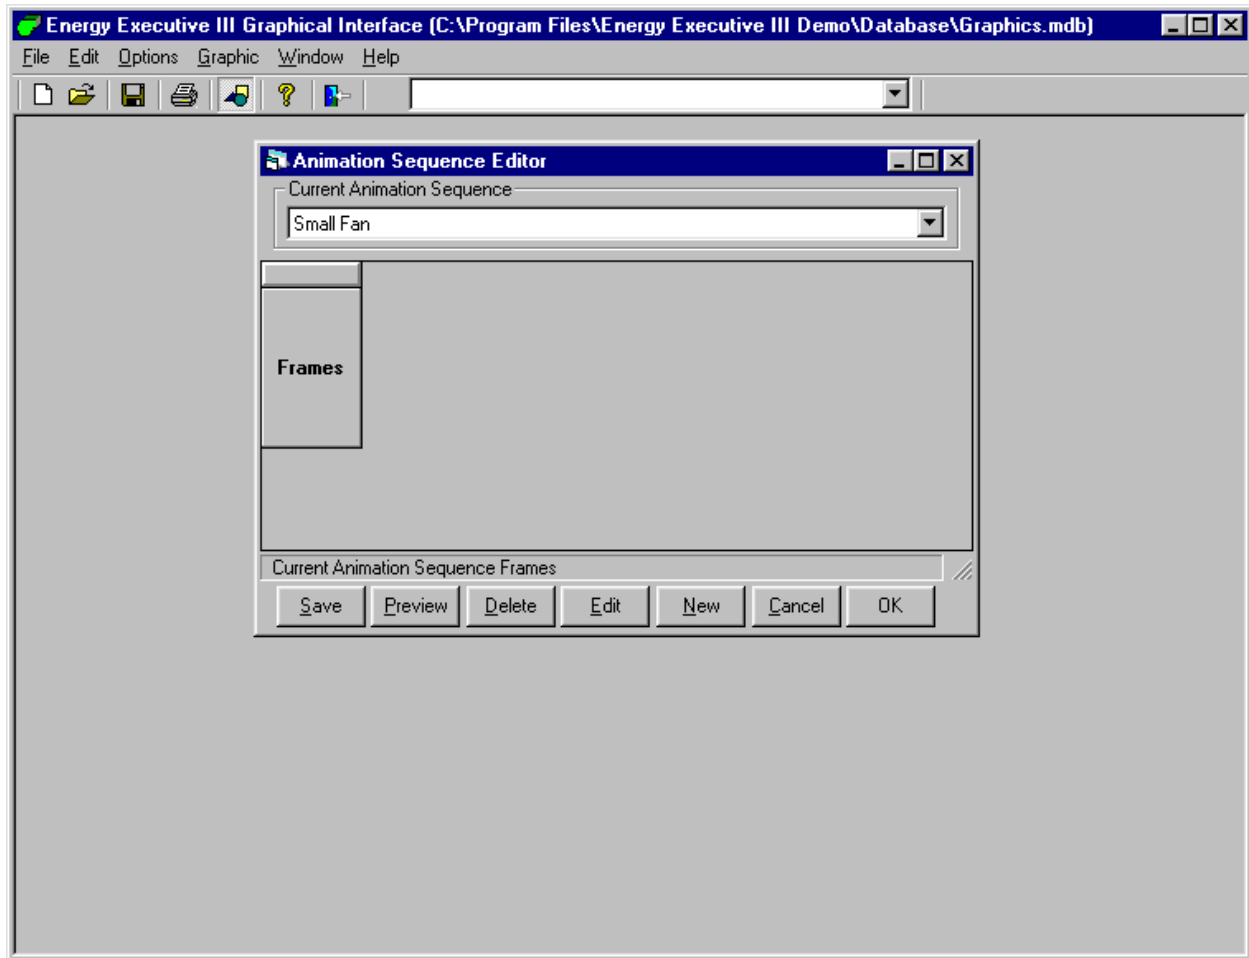 Energy Executive III Graphical Interface (C:\Program Files\Energy Executive III Demo\Database\Graphics.mdb)
File Edit Options Graphic Window Help
Animation Sequence Editor
Current Animation Sequence
Small Fan
Frames
Current Animation Sequence Frames
Save Preview Delete Edit New Cancel OK